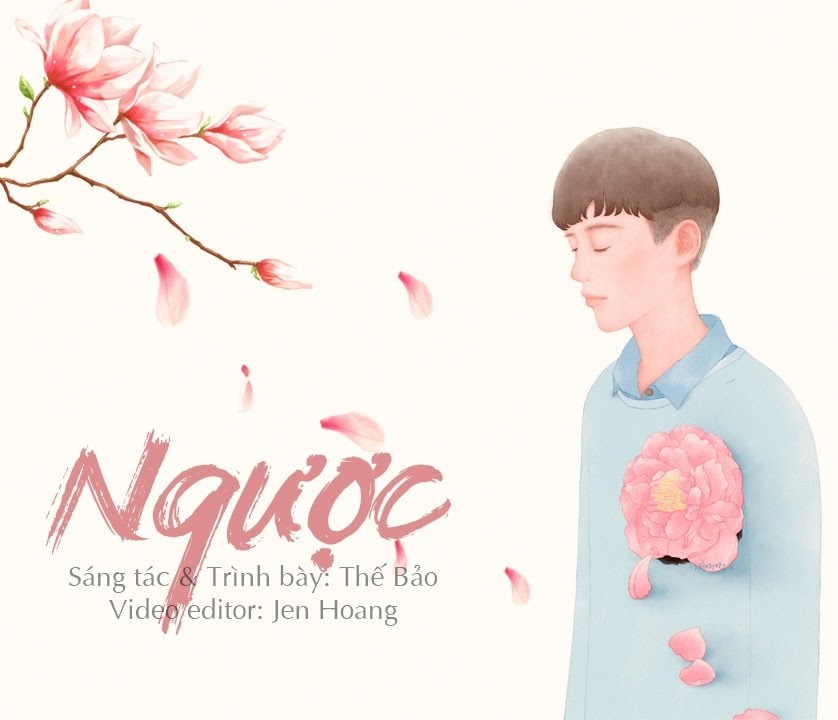 Ngược
Sáng tác & Trình bày: Thế Bảo
Video editor: Jen Hoang